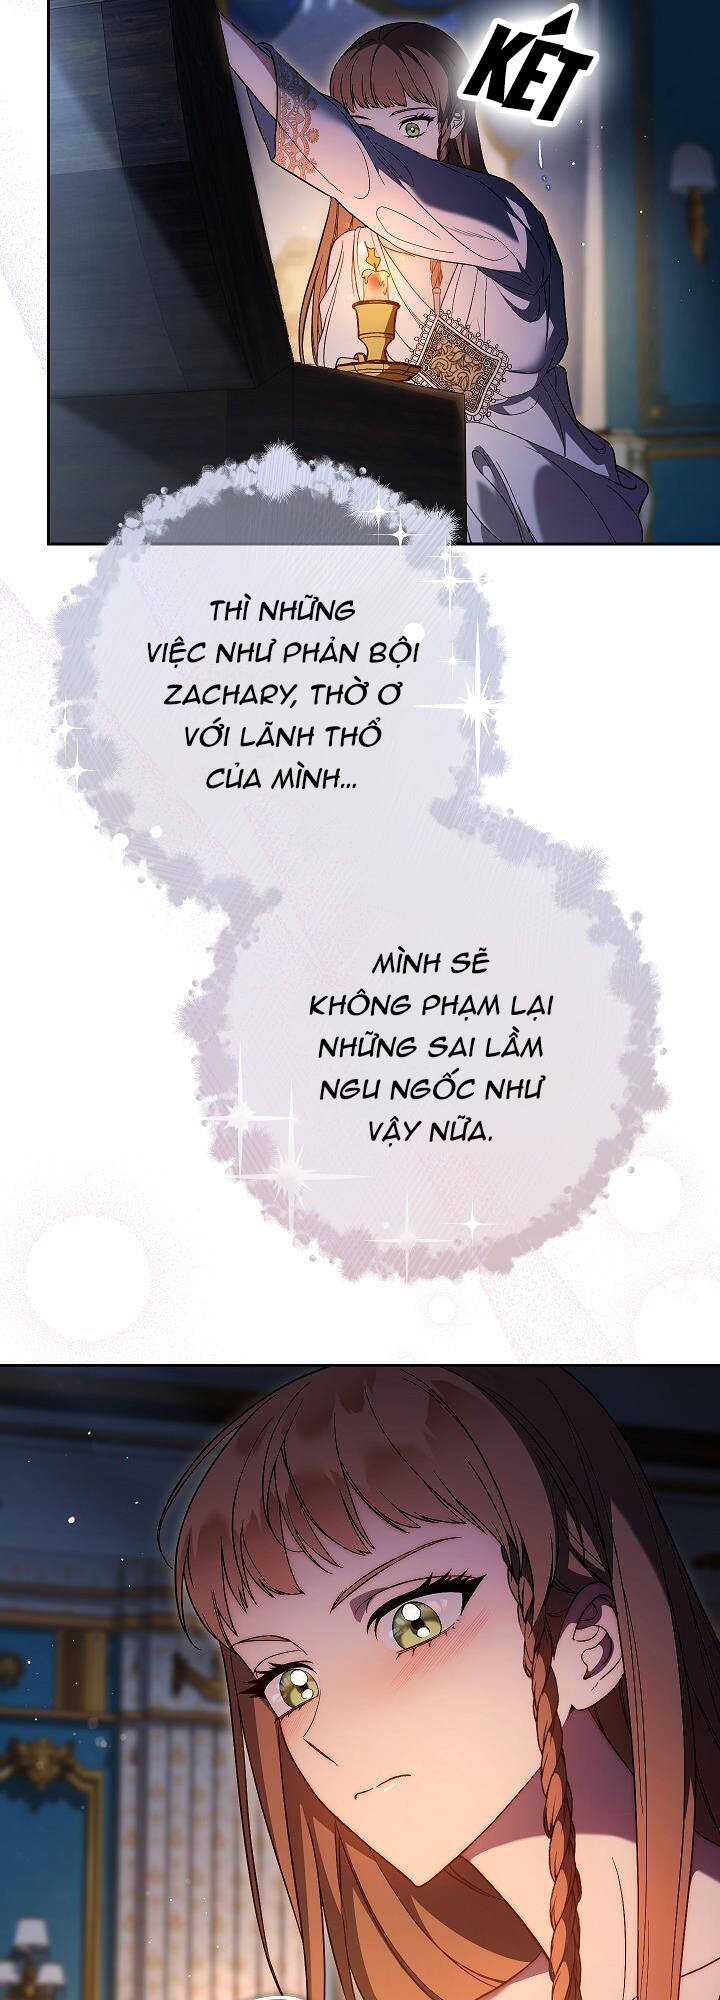 KÉT
THÌ NHỮNG
VIỆC NHƯ PHẢN BỘI
ZACHARY, THỜ Ơ
VỚI LÃNH THỔ
CỦA MÌNH...
MÌNH SẼ
KHÔNG PHẠM LẠI
NHỮNG SAI LẦM
NGU NGỐC NHƯ
VẬY NỮA.